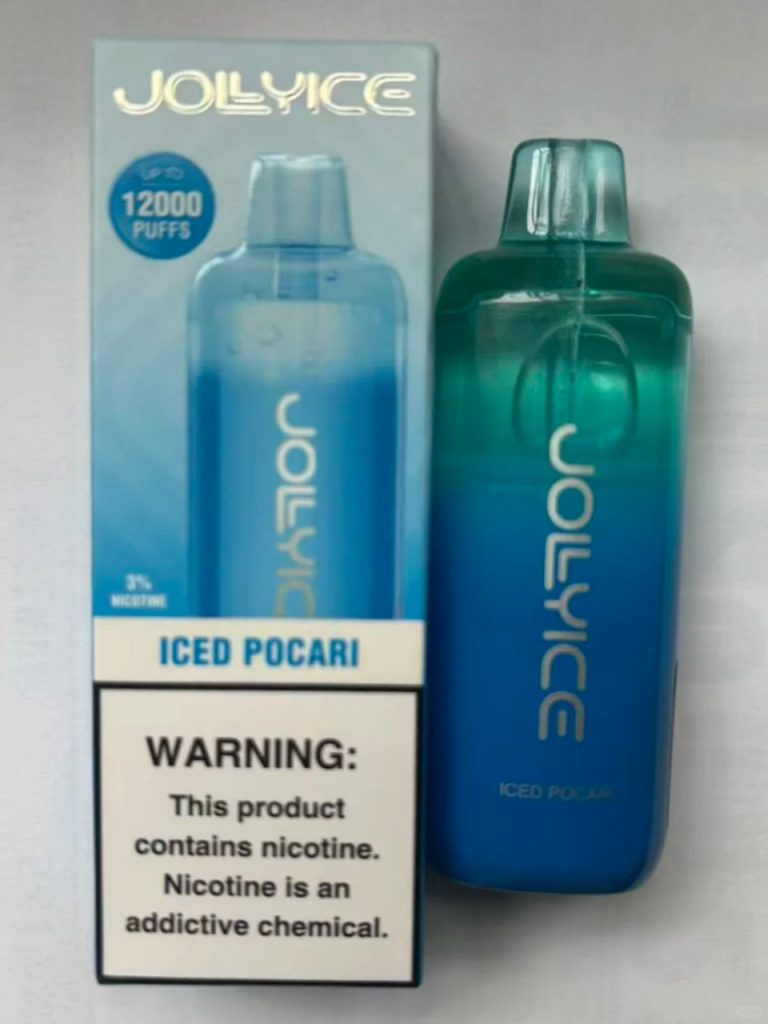 JOLLYICE
UP TO
12000
PUFFS
JOLLYICE
3%
NICOTINE
ICED POCARI
WARNING:
This product
contains nicotine.
Nicotine is an
addictive chemical.
JOLLYICE
ICED POCARI